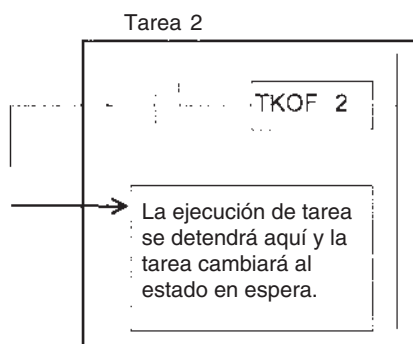 Tarea 2
TKOF 2
La ejecución de tarea
se detendrá aquí y la
tarea cambiará al
estado en espera.